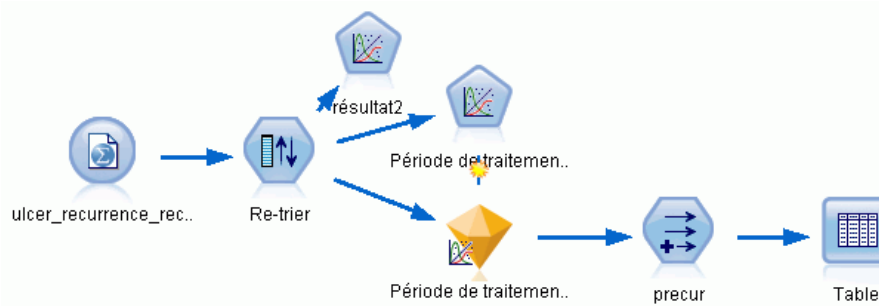 résultat2
Période de traitemen..
ulcer_recurrence_rec..
Re-trier
Période de traitemen..
precur
Table